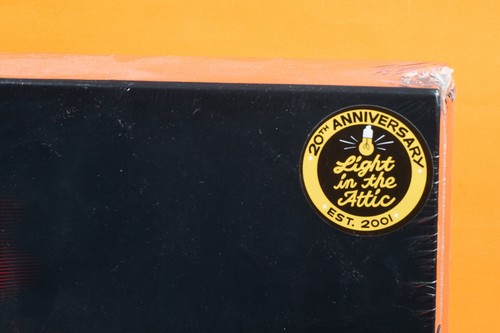 20TH ANNIVERSARY
Light
in the
Attic
EST. 2001